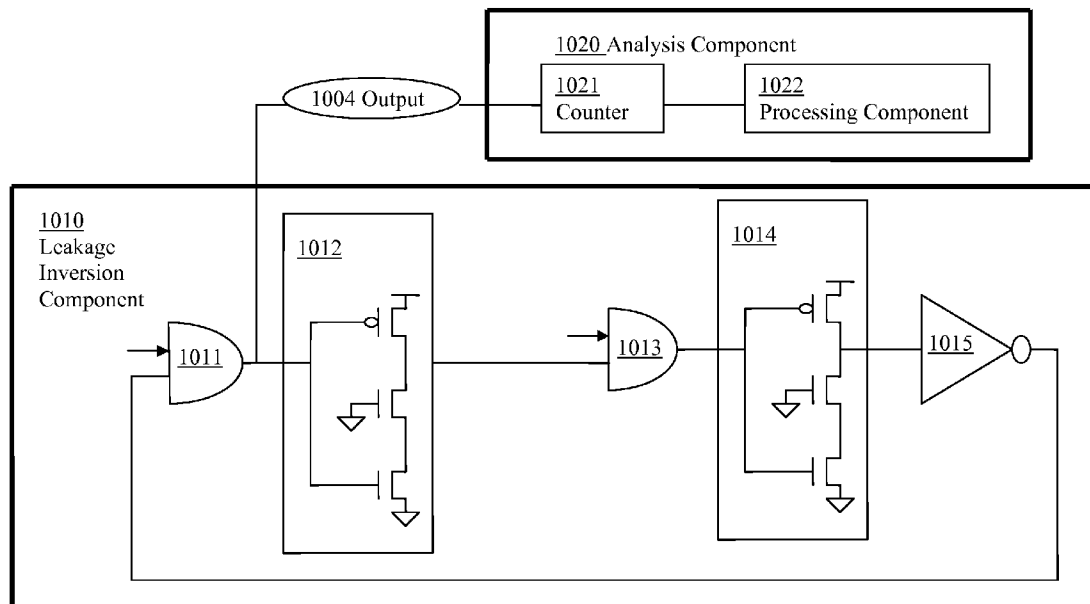 1020 Analysis Component
1021
Counter
1022
Processing Component
1004 Output
1010
Leakage
Inversion
Component
1012
1014
1011
1013
1015